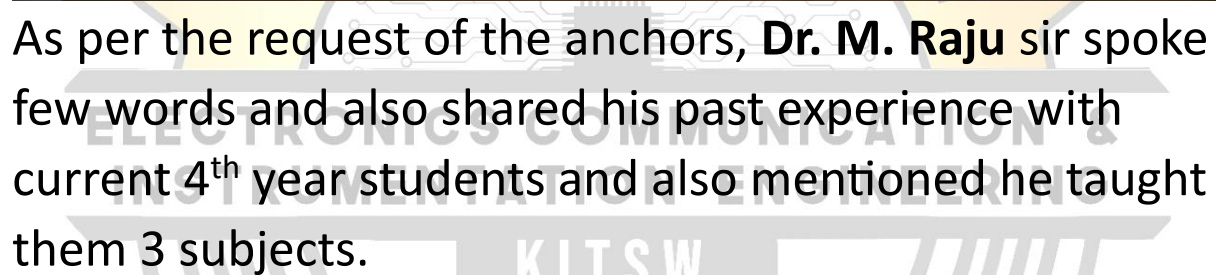 As per the request of the anchors, Dr. M. Raju sir spoke
few words and also shared his past experience with
ELECTRONICS COMMUNICATION &
current 4th year students and also mentioned he taught
INSTRUMENTATION ENGINEERING
them 3 subjects.
KITSW